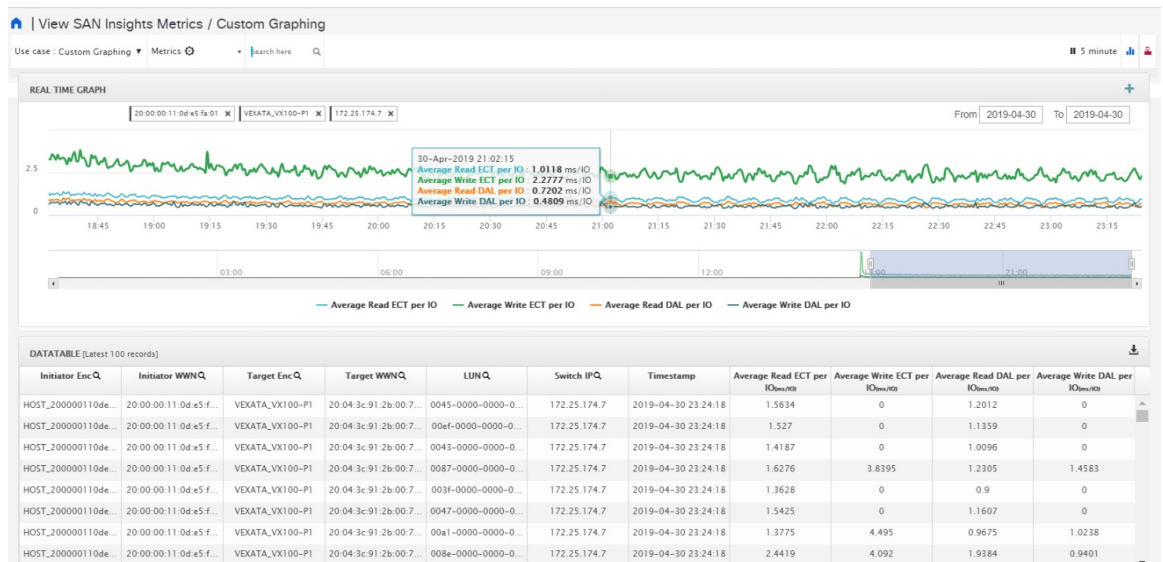 | View SAN Insights Metrics / Custom Graphing
Use case : Custom Graphing ▼ Metrics Search here 5 minute
REAL TIME GRAPH +
20:00:00:11:0d:e5:fa:01 x VEXATA_VX100-P1 x 172.25.174.7 x From 2019-04-30 To 2019-04-30
30-Apr-2019 21:02:15
Average Read ECT per IO : 1.0118 ms/IO
Average Write ECT per IO : 2.2777 ms/IO
Average Read DAL per IO : 0.7202 ms/IO
Average Write DAL per IO : 0.4809 ms/IO
2.5
0
18:45 19:00 19:15 19:30 19:45 20:00 20:15 20:30 20:45 21:00 21:15 21:30 21:45 22:00 22:15 22:30 22:45 23:00 23:15
03:00 06:00 09:00 12:00 21:00
Average Read ECT per IO Average Write ECT per IO Average Read DAL per IO Average Write DAL per IO
DATATABLE [Latest 100 records]
Initiator Enc Initiator WWN Target Enc Target WWN LUN Switch IP Timestamp Average Read ECT per IO(ms/IO) Average Write ECT per IO(ms/IO) Average Read DAL per IO(ms/IO) Average Write DAL per IO(ms/IO)
HOST_200000110de... 20:00:00:11:0d:e5:f... VEXATA_VX100-P1 20:04:3c:91:2b:00:7... 0045-0000-0000-0... 172.25.174.7 2019-04-30 23:24:18 1.5634 0 1.2012 0
HOST_200000110de... 20:00:00:11:0d:e5:f... VEXATA_VX100-P1 20:04:3c:91:2b:00:7... 00ef-0000-0000-0... 172.25.174.7 2019-04-30 23:24:18 1.527 0 1.1359 0
HOST_200000110de... 20:00:00:11:0d:e5:f... VEXATA_VX100-P1 20:04:3c:91:2b:00:7... 0043-0000-0000-0... 172.25.174.7 2019-04-30 23:24:18 1.4187 0 1.0096 0
HOST_200000110de... 20:00:00:11:0d:e5:f... VEXATA_VX100-P1 20:04:3c:91:2b:00:7... 0087-0000-0000-0... 172.25.174.7 2019-04-30 23:24:18 1.6276 3.8395 1.2305 1.4583
HOST_200000110de... 20:00:00:11:0d:e5:f... VEXATA_VX100-P1 20:04:3c:91:2b:00:7... 003f-0000-0000-0... 172.25.174.7 2019-04-30 23:24:18 1.3628 0 0.9 0
HOST_200000110de... 20:00:00:11:0d:e5:f... VEXATA_VX100-P1 20:04:3c:91:2b:00:7... 0047-0000-0000-0... 172.25.174.7 2019-04-30 23:24:18 1.5425 0 1.1607 0
HOST_200000110de... 20:00:00:11:0d:e5:f... VEXATA_VX100-P1 20:04:3c:91:2b:00:7... 00a1-0000-0000-0... 172.25.174.7 2019-04-30 23:24:18 1.3775 4.495 0.9675 1.0238
HOST_200000110de... 20:00:00:11:0d:e5:f... VEXATA_VX100-P1 20:04:3c:91:2b:00:7... 008e-0000-0000-0... 172.25.174.7 2019-04-30 23:24:18 2.4419 4.092 1.9384 0.9401